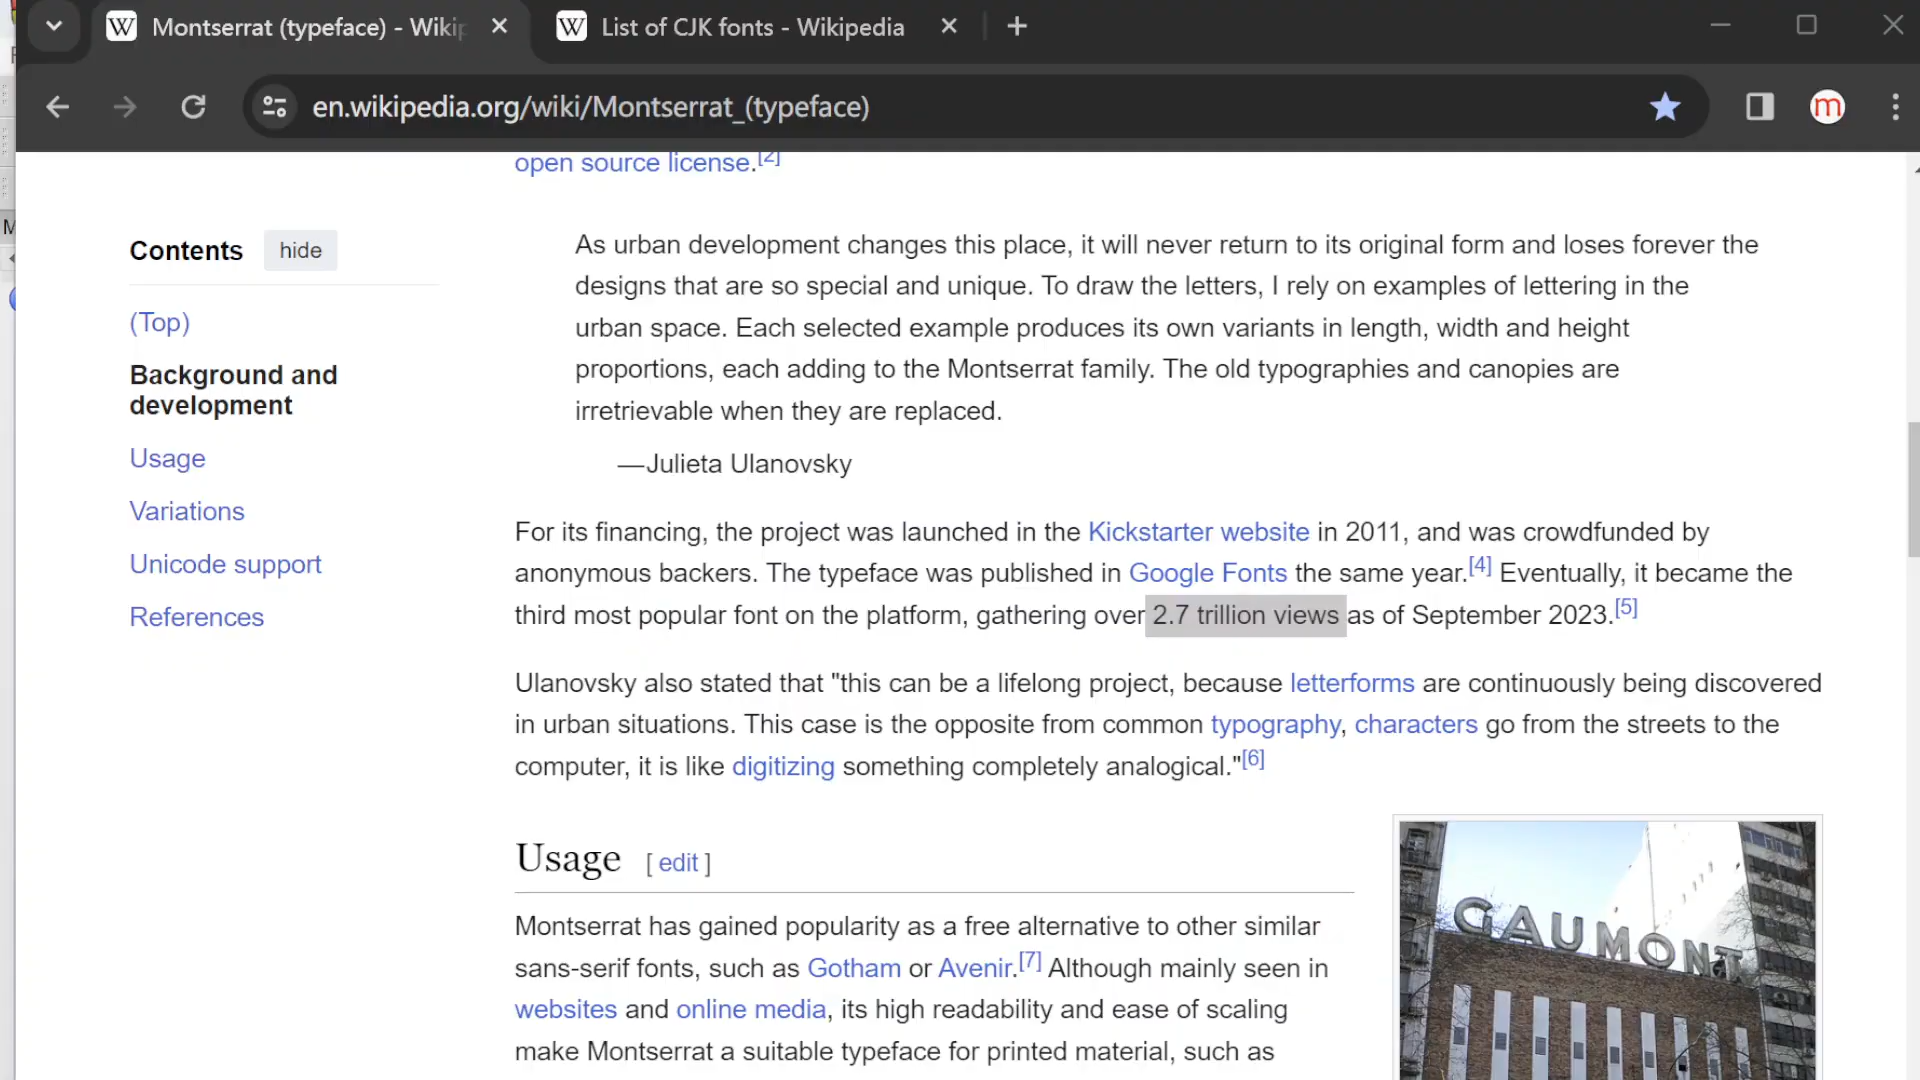 Montserrat (typeface) - Wikip
List of CJK fonts - Wikipedia
en.wikipedia.org/wiki/Montserrat_(typeface)
m
open source license.[2]
Contents hide
(Top)
Background and
development
Usage
Variations
Unicode support
References
As urban development changes this place, it will never return to its original form and loses forever the
designs that are so special and unique. To draw the letters, I rely on examples of lettering in the
urban space. Each selected example produces its own variants in length, width and height
proportions, each adding to the Montserrat family. The old typographies and canopies are
irretrievable when they are replaced.
—Julieta Ulanovsky
For its financing, the project was launched in the Kickstarter website in 2011, and was crowdfunded by
anonymous backers. The typeface was published in Google Fonts the same year.[4] Eventually, it became the
third most popular font on the platform, gathering over 2.7 trillion views as of September 2023.[5]
Ulanovsky also stated that "this can be a lifelong project, because letterforms are continuously being discovered
in urban situations. This case is the opposite from common typography, characters go from the streets to the
computer, it is like digitizing something completely analogical."[6]
Usage [ edit ]
Montserrat has gained popularity as a free alternative to other similar
sans-serif fonts, such as Gotham or Avenir.[7] Although mainly seen in
websites and online media, its high readability and ease of scaling
make Montserrat a suitable typeface for printed material, such as
GAUMONT